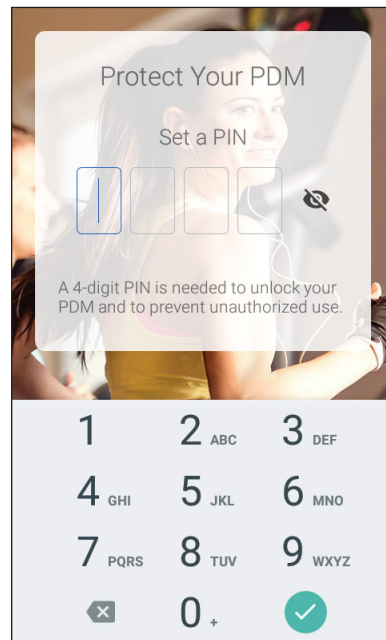 Protect Your PDM
Set a PIN
A 4-digit PIN is needed to unlock your
PDM and to prevent unauthorized use.
1 2 ABC 3 DEF
4 GHI 5 JKL 6 MNO
7 PQRS 8 TUV 9 WXYZ
0 +